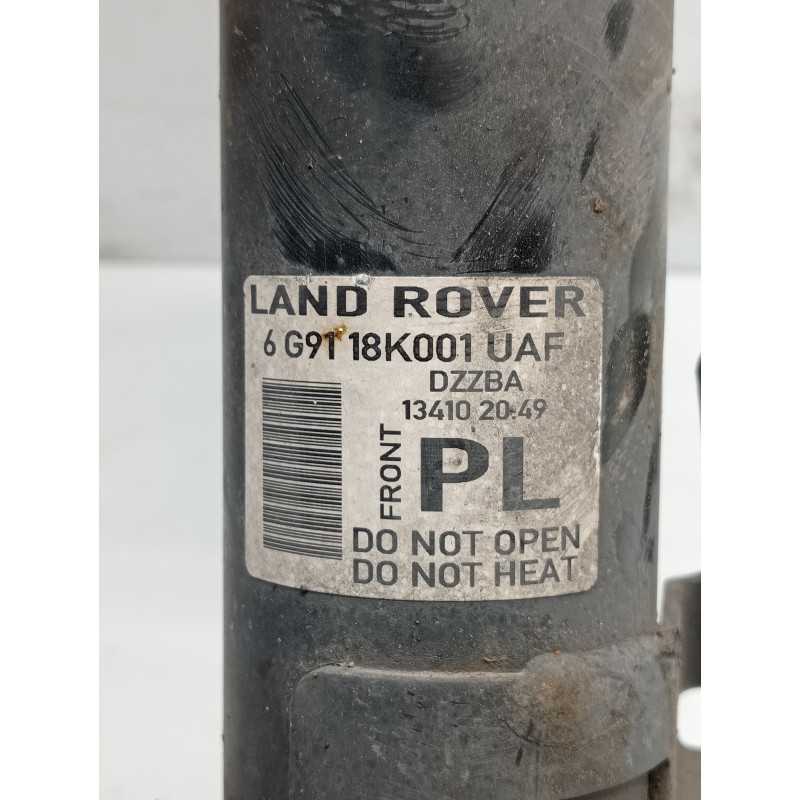 LAND ROVER
6 G91 18K001 UAF
DZZBA
13410 20:49
FRONT
PL
DO NOT OPEN
DO NOT HEAT